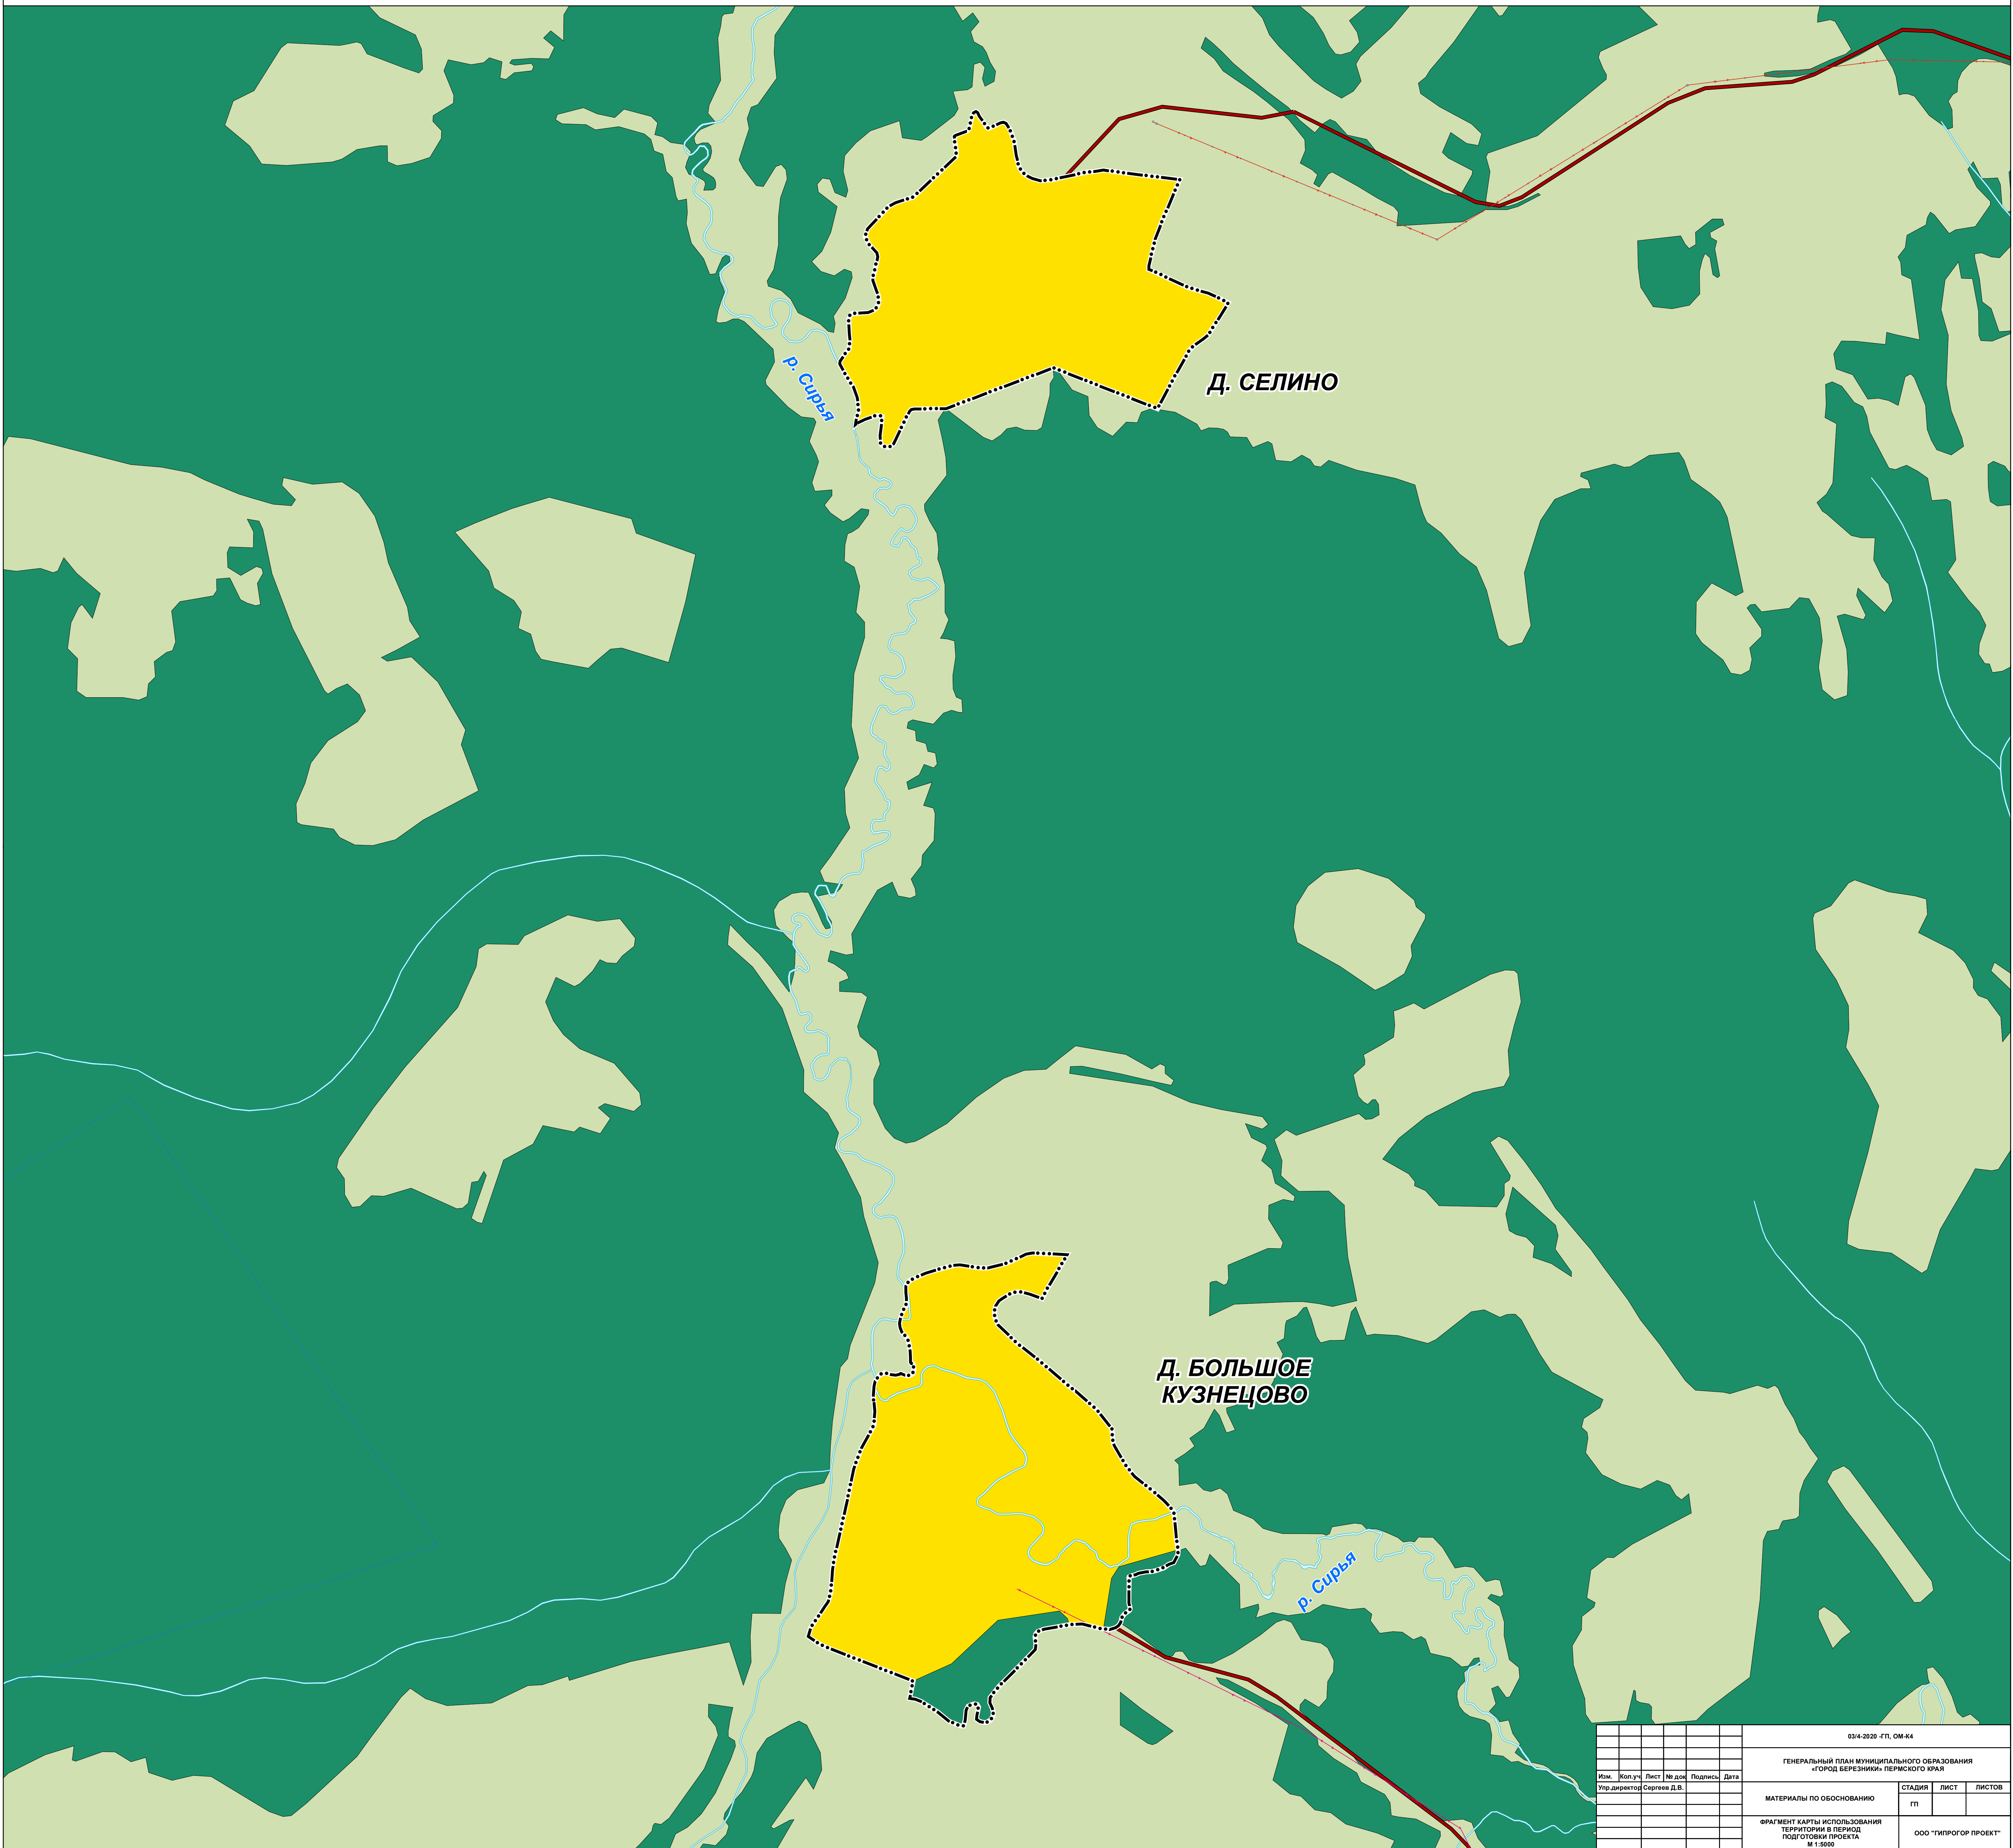 р. Сирья
Д. СЕЛИНО
Д. БОЛЬШОЕ
КУЗНЕЦОВО
р. Сирья
03/4-2020 -ГП, ОМ-К4
ГЕНЕРАЛЬНЫЙ ПЛАН МУНИЦИПАЛЬНОГО ОБРАЗОВАНИЯ
«ГОРОД БЕРЕЗНИКИ» ПЕРМСКОГО КРАЯ
Изм. Кол.уч Лист № док Подпись Дата
Упр.директор Сергеев Д.В.
МАТЕРИАЛЫ ПО ОБОСНОВАНИЮ
СТАДИЯ ЛИСТ ЛИСТОВ
ГП
ФРАГМЕНТ КАРТЫ ИСПОЛЬЗОВАНИЯ
ТЕРРИТОРИИ В ПЕРИОД
ПОДГОТОВКИ ПРОЕКТА
М 1:5000
ООО "ГИПРОГОР ПРОЕКТ"